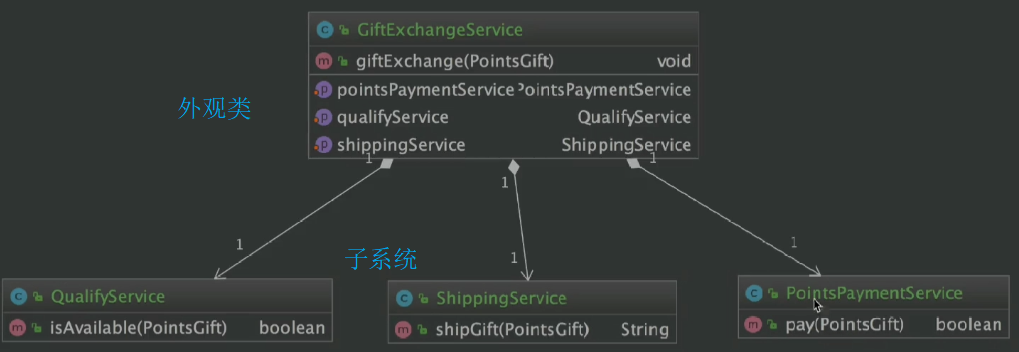 GiftExchangeService
giftExchange(PointsGift) void
pointsPaymentService PointsPaymentService
外观类
qualifyService QualifyService
shippingService ShippingService
1 1
1
1 1 1
子系统
QualifyService
ShippingService
PointsPaymentService
isAvailable(PointsGift) boolean
shipGift(PointsGift) String
pay(PointsGift) boolean